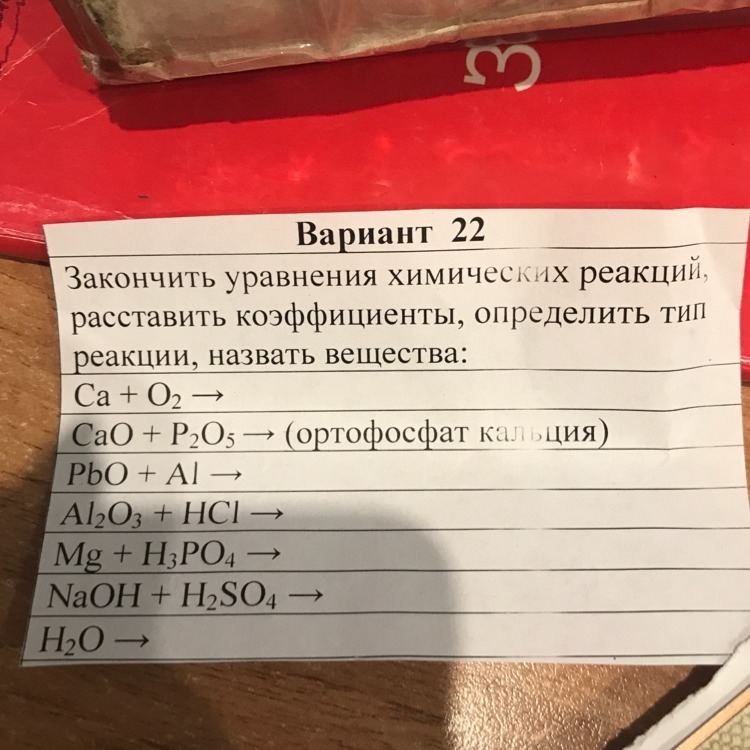 З
Вариант 22
Закончить уравнения химических реакций,
расставить коэффициенты, определить тип
реакции, назвать вещества:
Ca + O₂ →
CaO + P₂O₅ → (ортофосфат кальция)
PbO + Al →
Al₂O₃ + HCl →
Mg + H₃PO₄ →
NaOH + H₂SO₄ →
H₂O →